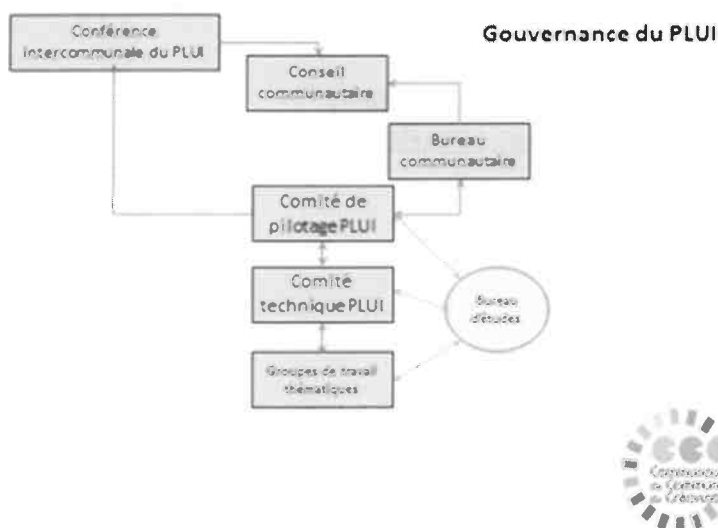 Gouvernance du PLUI
Conférence
intercommunale du PLUI
Conseil
communautaire
Bureau
communautaire
Comité de
pilotage PLUI
Comité
technique PLUI
Bureau
d'études
Groupes de travail
thématiques